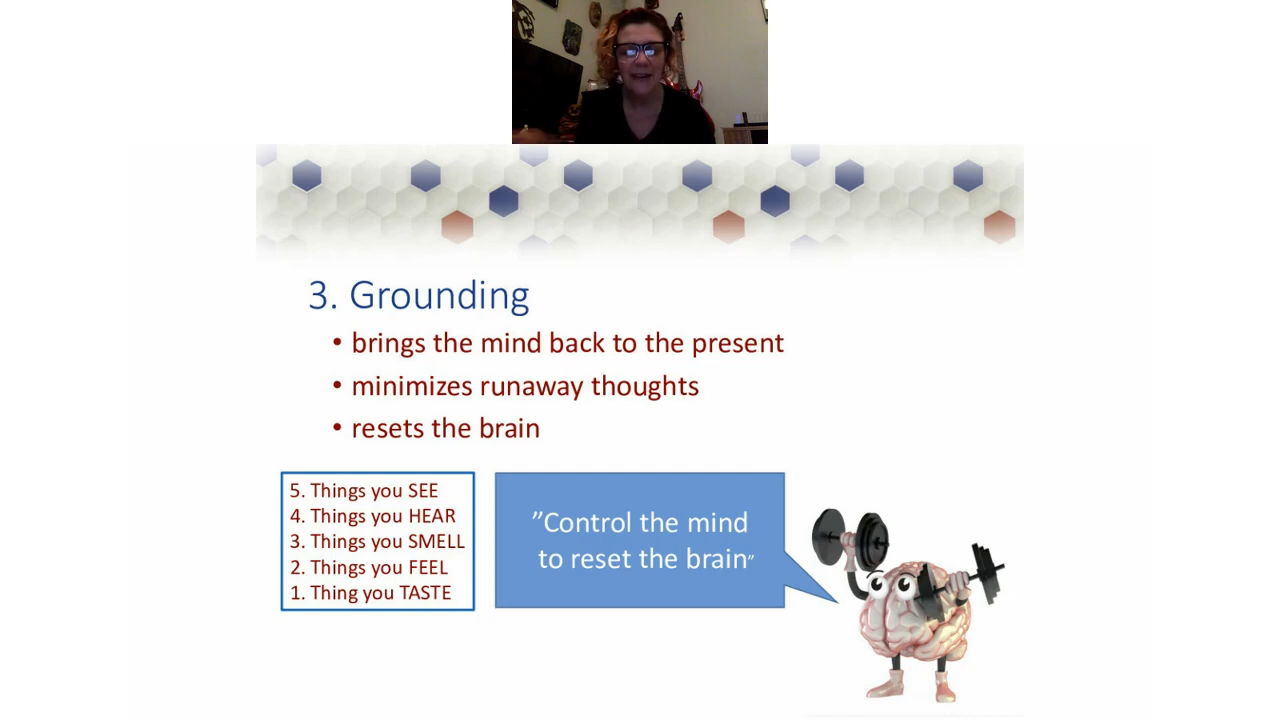 3. Grounding
• brings the mind back to the present
• minimizes runaway thoughts
• resets the brain
5. Things you SEE
4. Things you HEAR
3. Things you SMELL
2. Things you FEEL
1. Thing you TASTE
”Control the mind
to reset the brain”